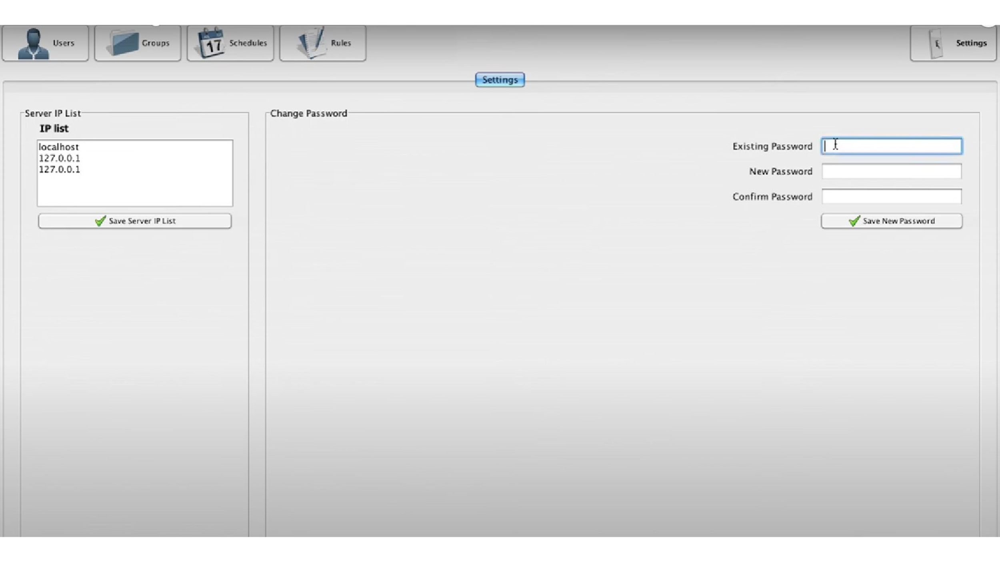 Users
Groups
17
Schedules
Rules
Settings
Settings
Server IP List
IP list
localhost
127.0.0.1
127.0.0.1
Save Server IP List
Change Password
Existing Password
New Password
Confirm Password
Save New Password